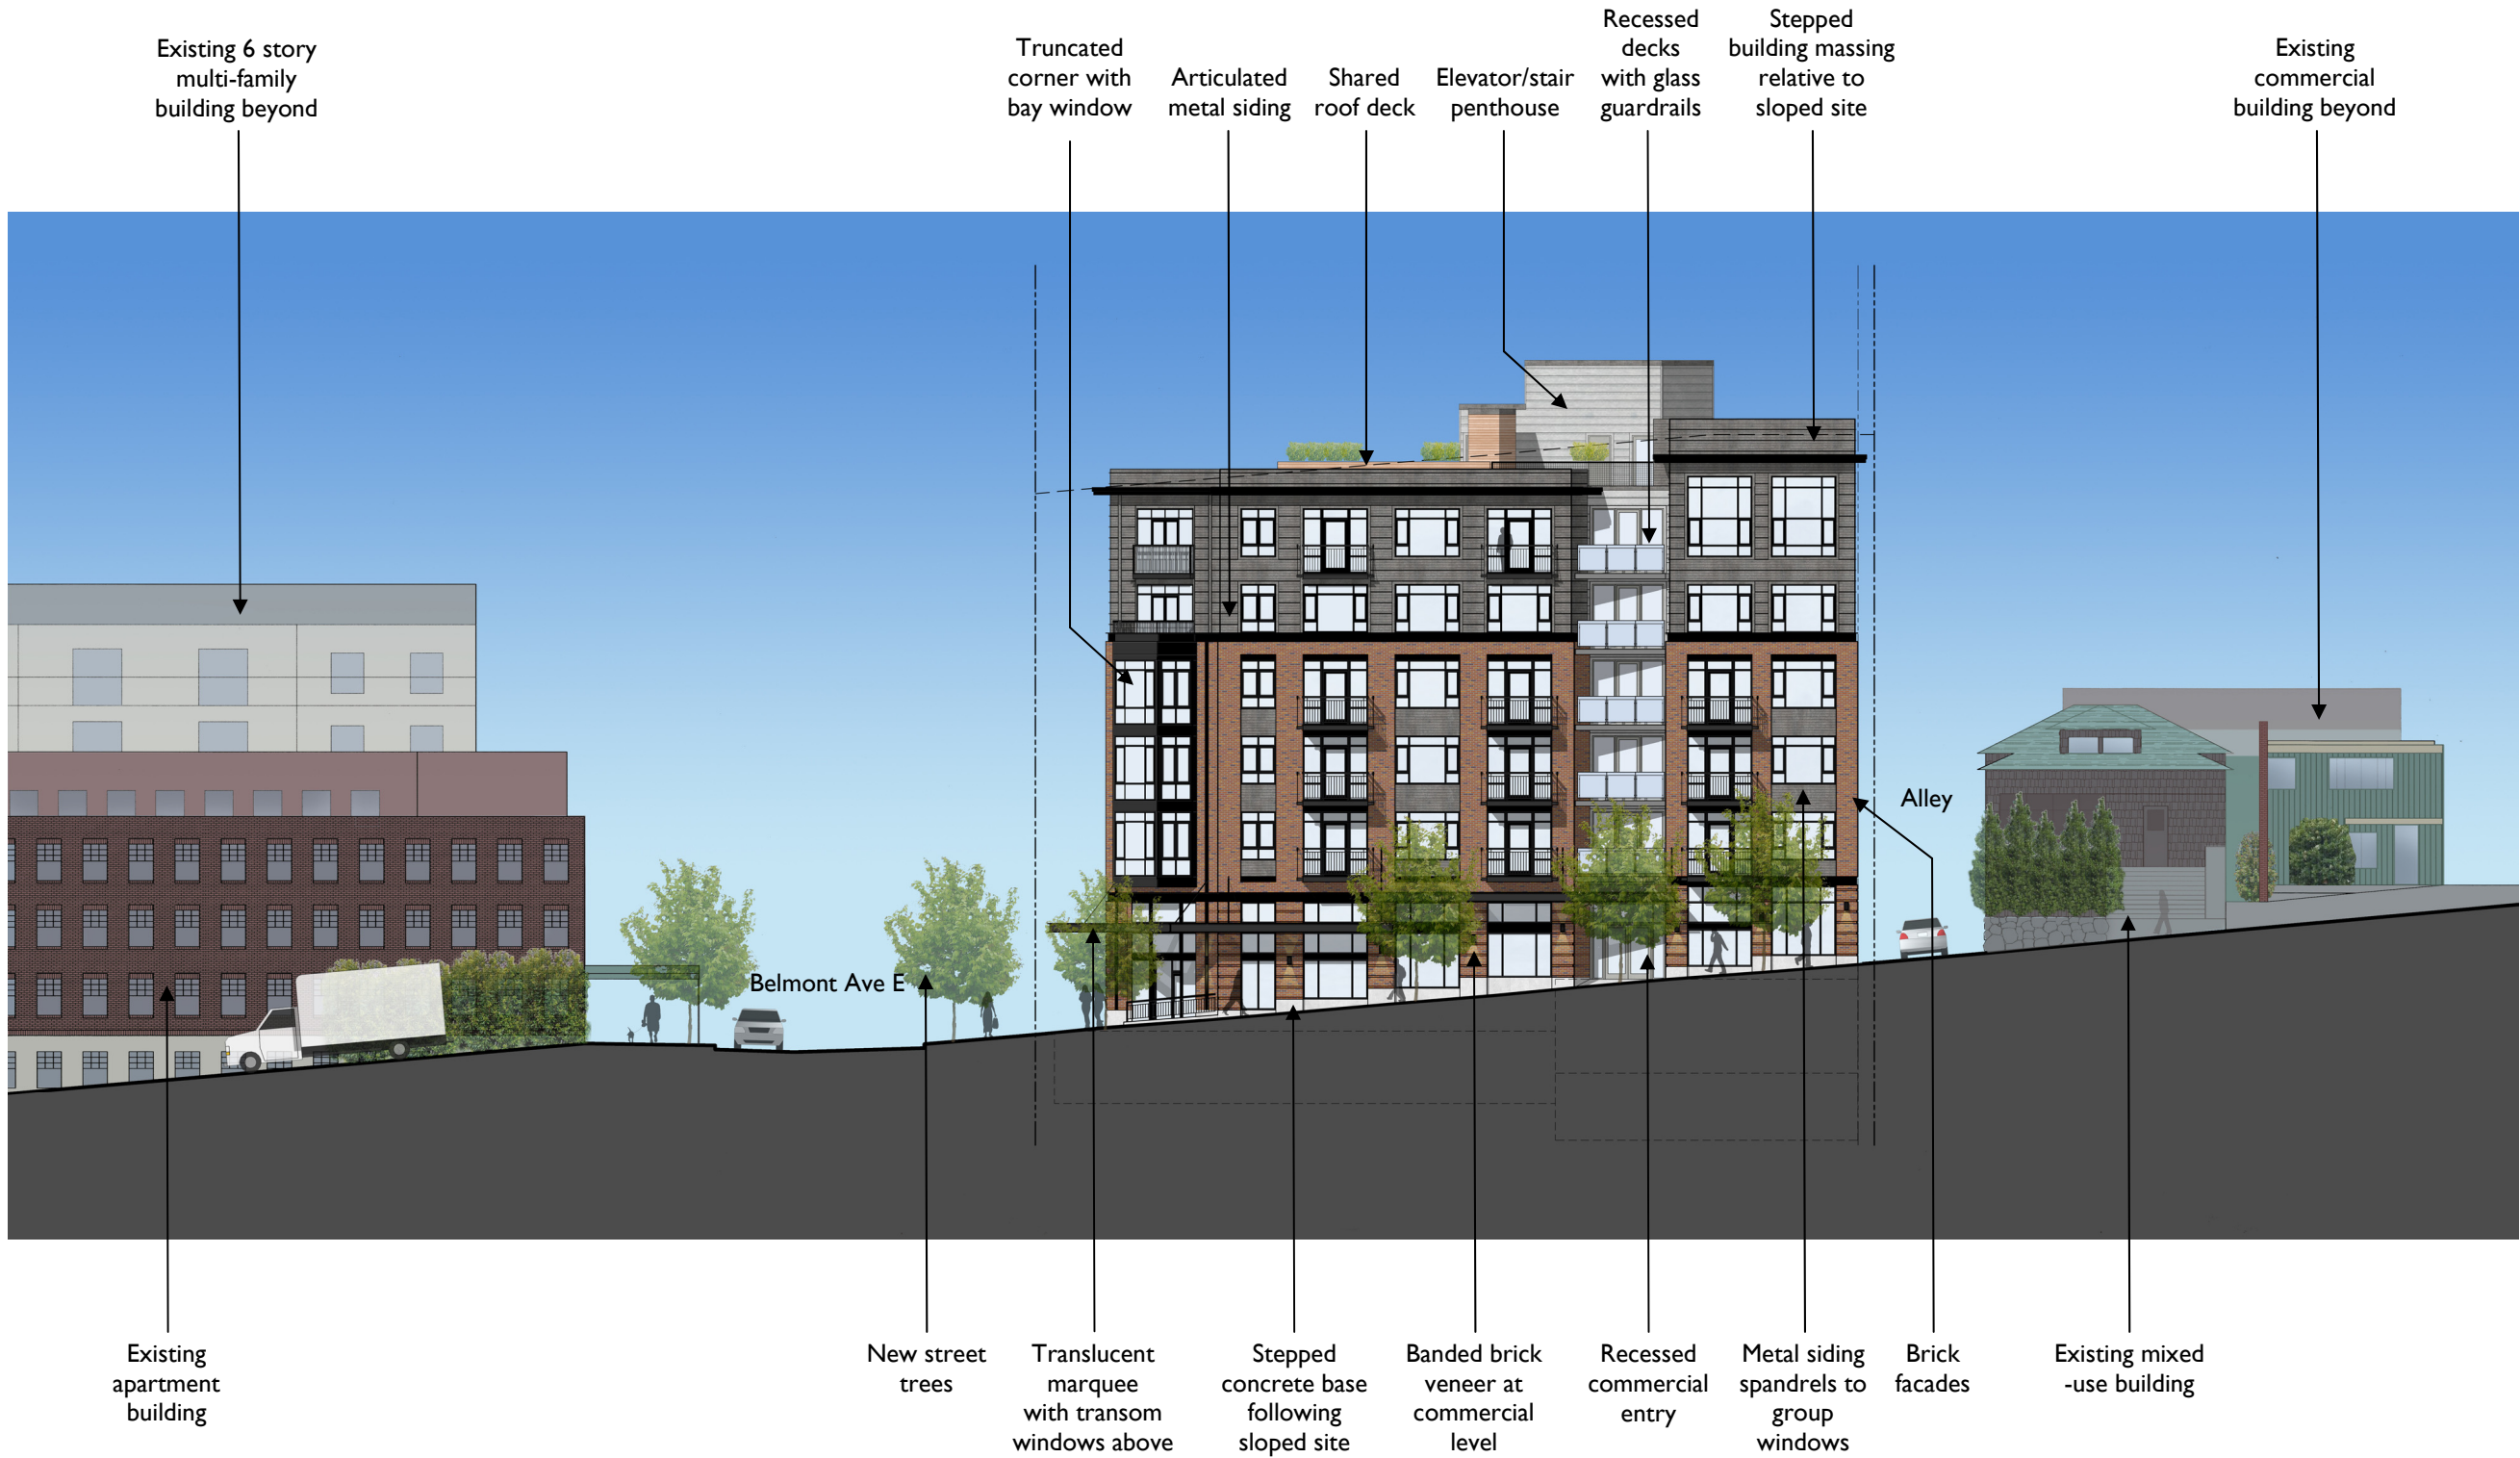 Existing 6 story
multi-family
building beyond
Truncated
corner with
bay window
Articulated
metal siding
Shared
roof deck
Elevator/stair
penthouse
Recessed
decks
with glass
guardrails
Stepped
building massing
relative to
sloped site
Existing
commercial
building beyond
Alley
Belmont Ave E
Existing
apartment
building
New street
trees
Translucent
marquee
with transom
windows above
Stepped
concrete base
following
sloped site
Banded brick
veneer at
commercial
level
Recessed
commercial
entry
Metal siding
spandrels to
group
windows
Brick
facades
Existing mixed
-use building